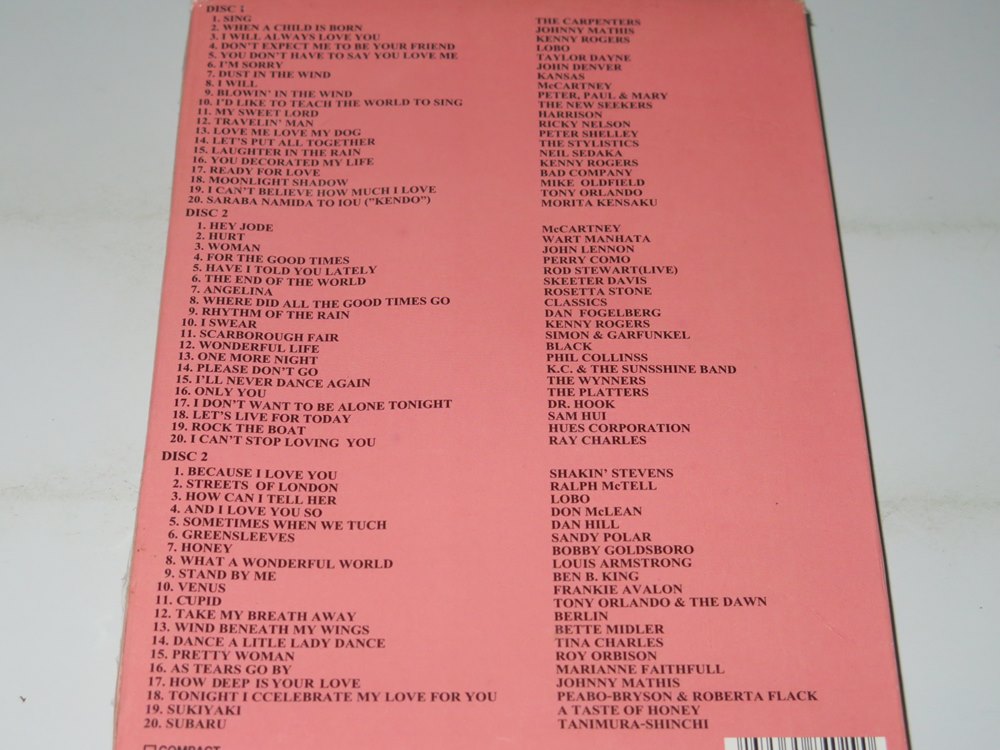 DISC 1
1. SING THE CARPENTERS
2. WHEN A CHILD IS BORN JOHNNY MATHIS
3. I WILL ALWAYS LOVE YOU KENNY ROGERS
4. DON'T EXPECT ME TO BE YOUR FRIEND LOBO
5. YOU DON'T HAVE TO SAY YOU LOVE ME TAYLOR DAYNE
6. I'M SORRY JOHN DENVER
7. DUST IN THE WIND KANSAS
8. I WILL McCARTNEY
9. BLOWIN' IN THE WIND PETER, PAUL & MARY
10. I'D LIKE TO TEACH THE WORLD TO SING THE NEW SEEKERS
11. MY SWEET LORD HARRISON
12. TRAVELIN' MAN RICKY NELSON
13. LOVE ME LOVE MY DOG PETER SHELLEY
14. LET'S PUT ALL TOGETHER THE STYLISTICS
15. LAUGHTER IN THE RAIN NEIL SEDAKA
16. YOU DECORATED MY LIFE KENNY ROGERS
17. READY FOR LOVE BAD COMPANY
18. MOONLIGHT SHADOW MIKE OLDFIELD
19. I CAN'T BELIEVE HOW MUCH I LOVE TONY ORLANDO
20. SARABA NAMIDA TO IOU ("KENDO") MORITA KENSAKU
DISC 2
1. HEY JODE McCARTNEY
2. HURT WART MANHATA
3. WOMAN JOHN LENNON
4. FOR THE GOOD TIMES PERRY COMO
5. HAVE I TOLD YOU LATELY ROD STEWART(LIVE)
6. THE END OF THE WORLD SKEETER DAVIS
7. ANGELINA ROSETTA STONE
8. WHERE DID ALL THE GOOD TIMES GO CLASSICS
9. RHYTHM OF THE RAIN DAN FOGELBERG
10. I SWEAR KENNY ROGERS
11. SCARBOROUGH FAIR SIMON & GARFUNKEL
12. WONDERFUL LIFE BLACK
13. ONE MORE NIGHT PHIL COLLINSS
14. PLEASE DON'T GO K.C. & THE SUNSSHINE BAND
15. I'LL NEVER DANCE AGAIN THE WYNNERS
16. ONLY YOU THE PLATTERS
17. I DON'T WANT TO BE ALONE TONIGHT DR. HOOK
18. LET'S LIVE FOR TODAY SAM HUI
19. ROCK THE BOAT HUES CORPORATION
20. I CAN'T STOP LOVING YOU RAY CHARLES
DISC 2
1. BECAUSE I LOVE YOU SHAKIN' STEVENS
2. STREETS OF LONDON RALPH McTELL
3. HOW CAN I TELL HER LOBO
4. AND I LOVE YOU SO DON McLEAN
5. SOMETIMES WHEN WE TUCH DAN HILL
6. GREENSLEEVES SANDY POLAR
7. HONEY BOBBY GOLDSBORO
8. WHAT A WONDERFUL WORLD LOUIS ARMSTRONG
9. STAND BY ME BEN B. KING
10. VENUS FRANKIE AVALON
11. CUPID TONY ORLANDO & THE DAWN
12. TAKE MY BREATH AWAY BERLIN
13. WIND BENEATH MY WINGS BETTE MIDLER
14. DANCE A LITLE LADY DANCE TINA CHARLES
15. PRETTY WOMAN ROY ORBISON
16. AS TEARS GO BY MARIANNE FAITHFULL
17. HOW DEEP IS YOUR LOVE JOHNNY MATHIS
18. TONIGHT I CCELEBRATE MY LOVE FOR YOU PEABO-BRYSON & ROBERTA FLACK
19. SUKIYAKI A TASTE OF HONEY
20. SUBARU TANIMURA-SHINCHI
COMPACT